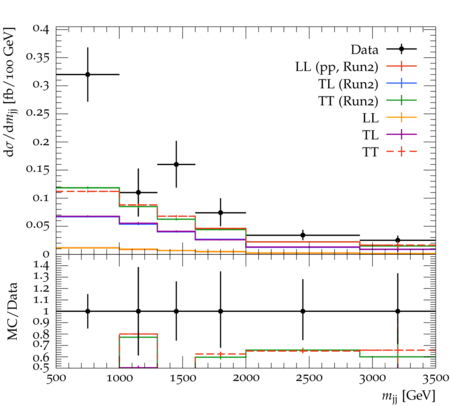 dσ/dmjj [fb/100 GeV]
0.4
0.35
0.3
0.25
0.2
0.15
0.1
0.05
0
Data
LL (pp, Run2)
TL (Run2)
TT (Run2)
LL
TL
TT
MC/Data
1.4
1.3
1.2
1.1
1
0.9
0.8
0.7
0.6
0.5
500 1000 1500 2000 2500 3000 3500
mjj [GeV]